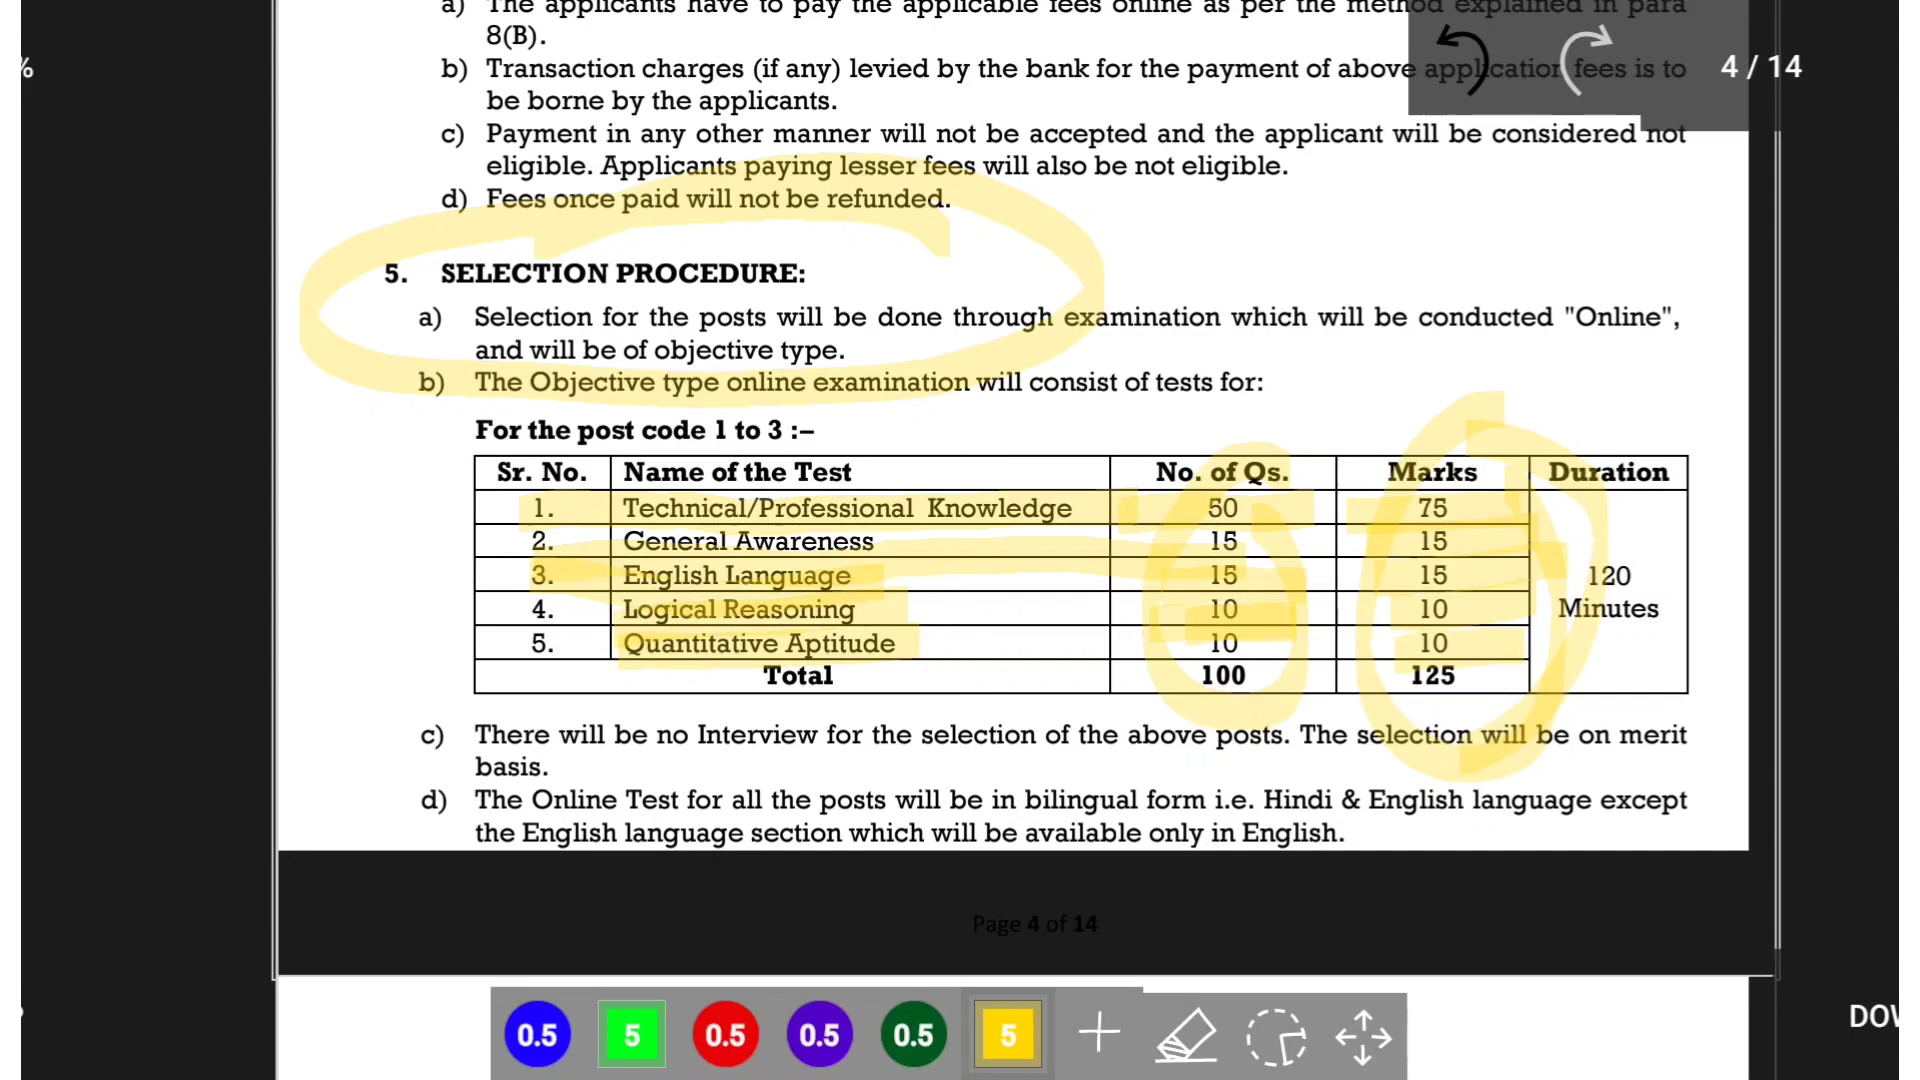 a) The applicants have to pay the applicable fees online as per the method explained in para
8(B).
b) Transaction charges (if any) levied by the bank for the payment of above application fees is to
be borne by the applicants.
c) Payment in any other manner will not be accepted and the applicant will be considered not
eligible. Applicants paying lesser fees will also be not eligible.
d) Fees once paid will not be refunded.
%
4 / 14
5. SELECTION PROCEDURE:
a) Selection for the posts will be done through examination which will be conducted "Online",
and will be of objective type.
b) The Objective type online examination will consist of tests for:
For the post code 1 to 3 :–
Sr. No. Name of the Test No. of Qs. Marks Duration
1. Technical/Professional Knowledge 50 75
2. General Awareness 15 15
3. English Language 15 15 120
4. Logical Reasoning 10 10 Minutes
5. Quantitative Aptitude 10 10
Total 100 125
c) There will be no Interview for the selection of the above posts. The selection will be on merit
basis.
d) The Online Test for all the posts will be in bilingual form i.e. Hindi & English language except
the English language section which will be available only in English.
Page 4 of 14
0.5 5 0.5 0.5 0.5 5